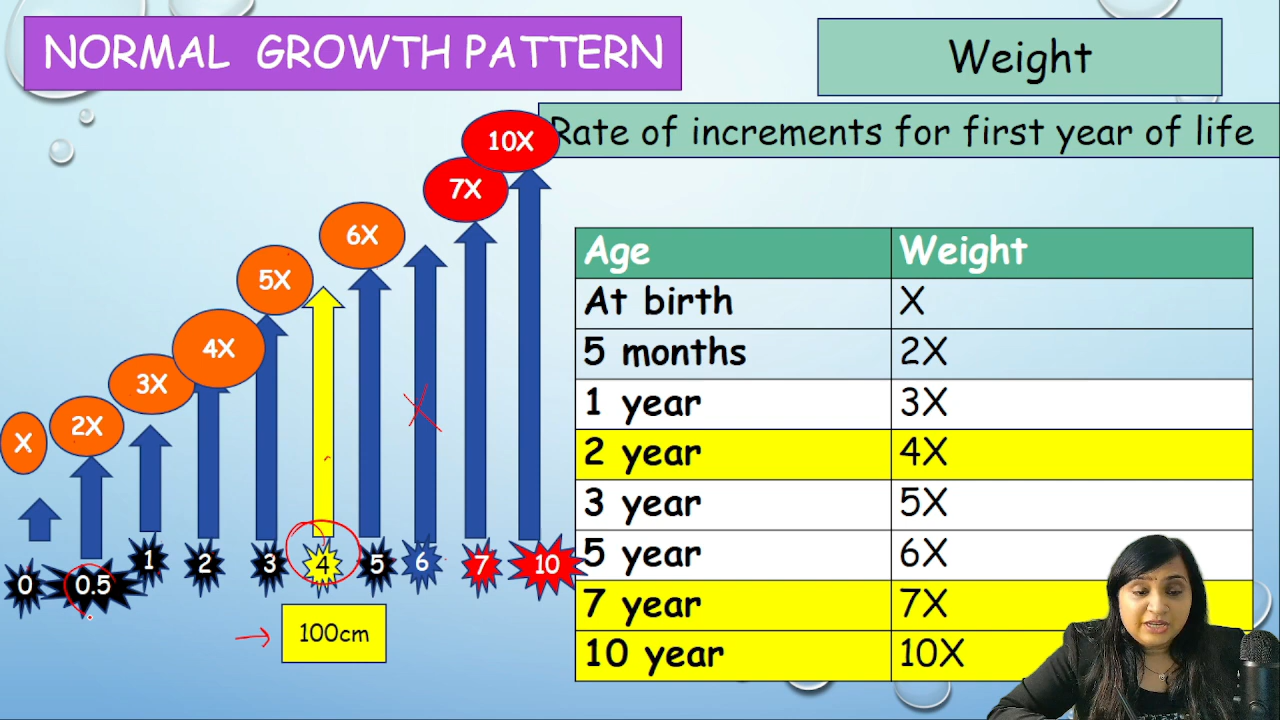 NORMAL GROWTH PATTERN
Weight
Rate of increments for first year of life
10X
7X
6X
5X
4X
3X
2X
X
0
0.5
1
2
3
4
5
6
7
10
100cm
Age Weight
At birth X
5 months 2X
1 year 3X
2 year 4X
3 year 5X
5 year 6X
7 year 7X
10 year 10X